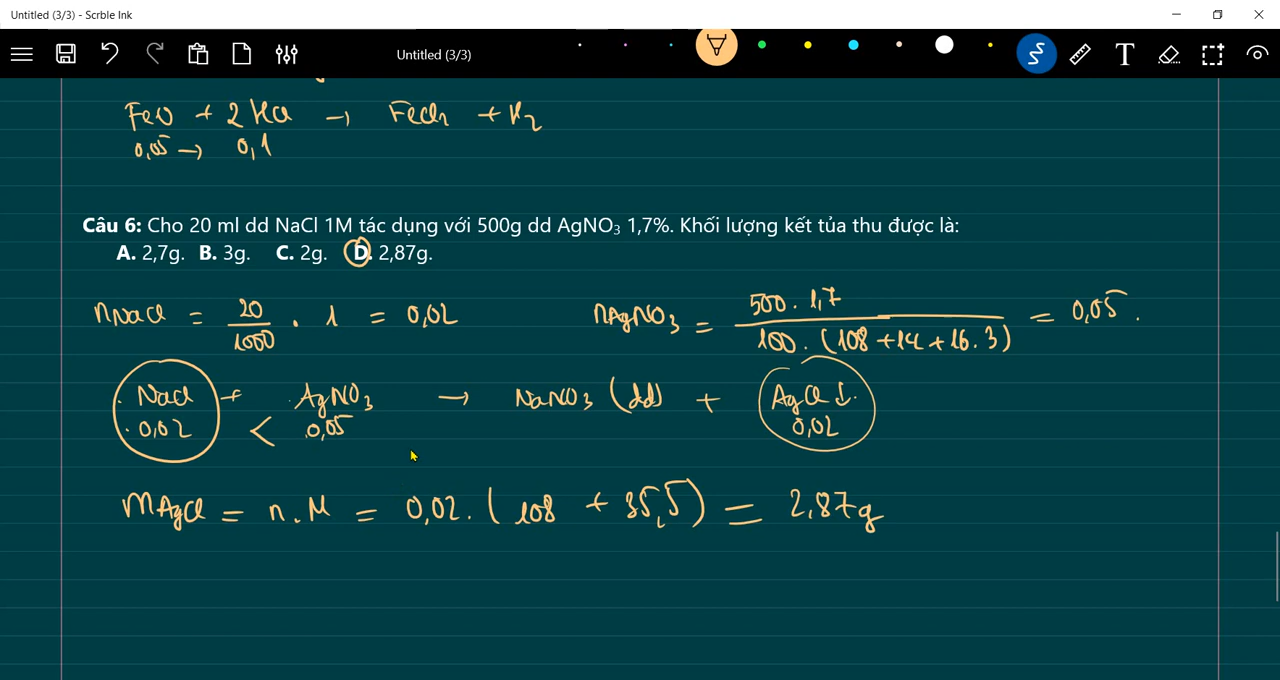 Untitled (3/3) - Scrble Ink
Untitled (3/3)
T
FeO + 2 HCl → FeCl2 + H2
0,05 → 0,1
Câu 6: Cho 20 ml dd NaCl 1M tác dụng với 500g dd AgNO3 1,7%. Khối lượng kết tủa thu được là:
A. 2,7g. B. 3g. C. 2g. D. 2,87g.
nNaCl = 20/1000 . 1 = 0,02 nAgNO3 = 500 . 1,7 / 100 . (108 + 14 + 16 . 3) = 0,05 .
NaCl + AgNO3 → NaNO3 (dd) + AgCl ↓
0,02 < 0,05 0,02
mAgCl = n . M = 0,02 . (108 + 35,5) = 2,87g